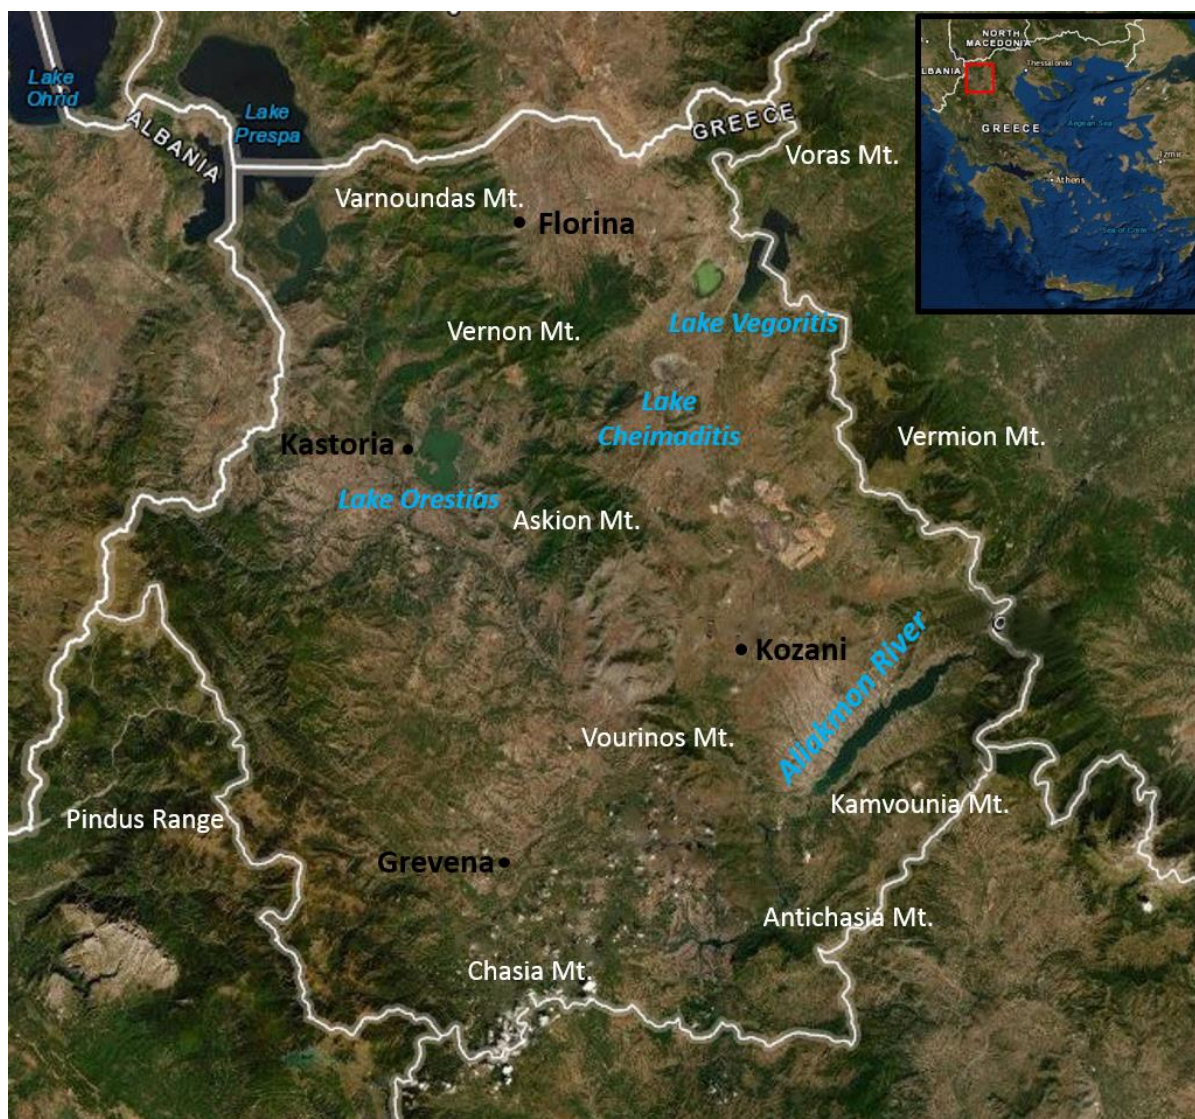 Lake
Ohrid
ALBANIA
Lake
Prespa
GREECE
Voras Mt.
Varnoundas Mt.
Florina
Lake Vegoritis
Vernon Mt.
Lake
Cheimaditis
Vermion Mt.
Kastoria
Lake Orestias
Askion Mt.
Kozani
Aliakmon River
Vourinos Mt.
Kamvounia Mt.
Pindus Range
Grevena
Antichasia Mt.
Chasia Mt.
NORTH
MACEDONIA
LBANIA
Thessaloniki
GREECE
Aegean Sea
Izmir
Athens
Sea of Crete